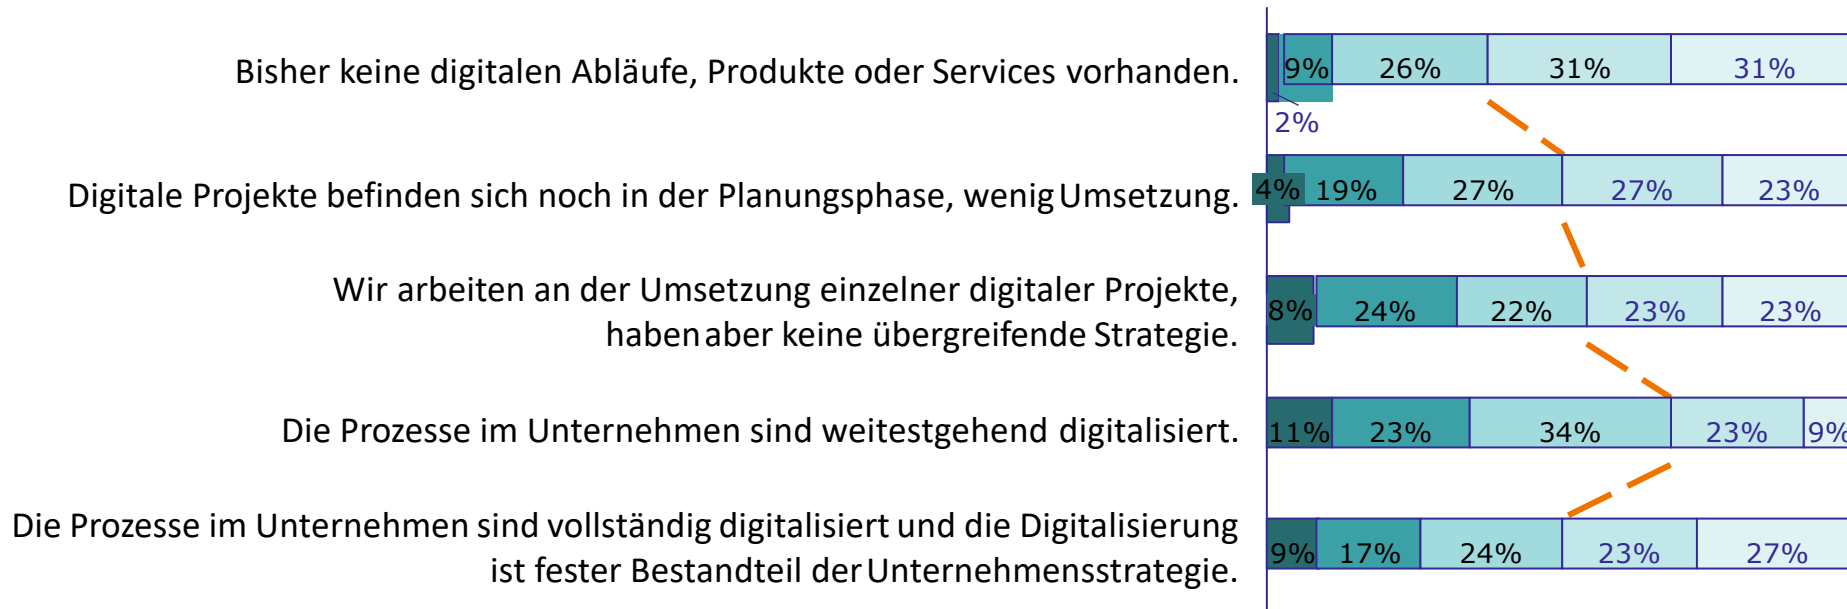 Bisher keine digitalen Abläufe, Produkte oder Services vorhanden.
9% 26% 31% 31%
2%
Digitale Projekte befinden sich noch in der Planungsphase, wenig Umsetzung.
4% 19% 27% 27% 23%
Wir arbeiten an der Umsetzung einzelner digitaler Projekte,
haben aber keine übergreifende Strategie.
8% 24% 22% 23% 23%
Die Prozesse im Unternehmen sind weitestgehend digitalisiert.
11% 23% 34% 23% 9%
Die Prozesse im Unternehmen sind vollständig digitalisiert und die Digitalisierung
ist fester Bestandteil der Unternehmensstrategie.
9% 17% 24% 23% 27%